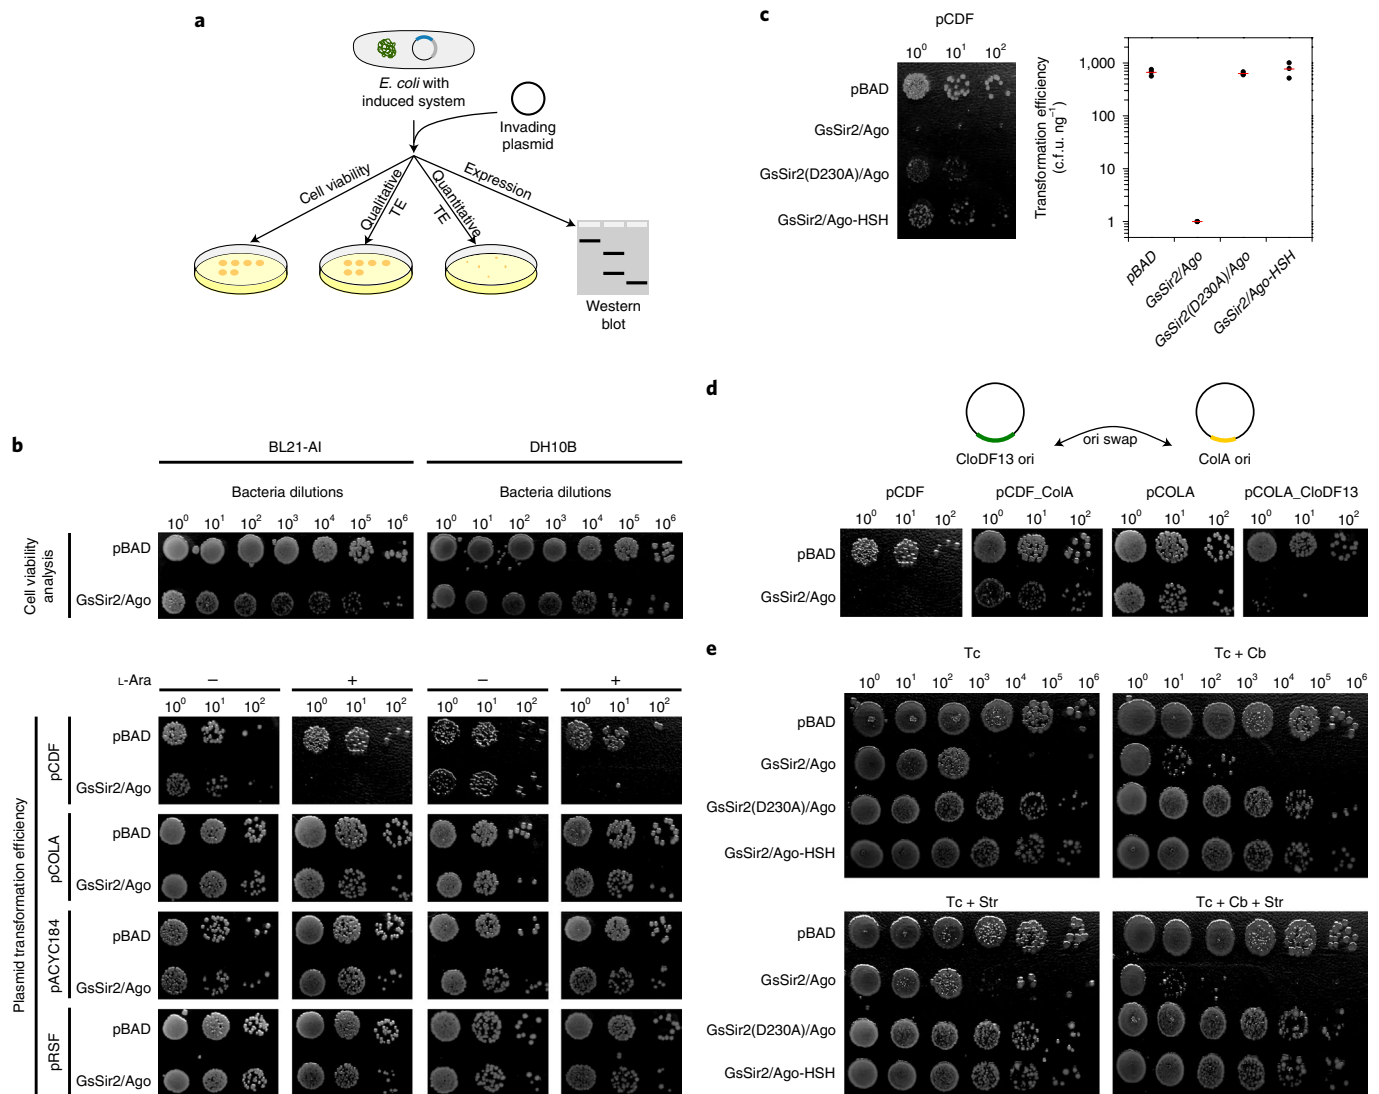 a
E. coli with
induced system
Invading
plasmid
Cell viability
Qualitative
TE
Quantitative
TE
Expression
Western
blot
c
pCDF
10⁰ 10¹ 10²
pBAD
GsSir2/Ago
GsSir2(D230A)/Ago
GsSir2/Ago-HSH
Transformation efficiency
(c.f.u. ng⁻¹)
1,000
100
10
1
pBAD
GsSir2/Ago
GsSir2(D230A)/Ago
GsSir2/Ago-HSH
b
BL21-AI DH10B
Bacteria dilutions Bacteria dilutions
10⁰ 10¹ 10² 10³ 10⁴ 10⁵ 10⁶ 10⁰ 10¹ 10² 10³ 10⁴ 10⁵ 10⁶
Cell viability
analysis
pBAD
GsSir2/Ago
L-Ara − + − +
10⁰ 10¹ 10² 10⁰ 10¹ 10² 10⁰ 10¹ 10² 10⁰ 10¹ 10²
Plasmid transformation efficiency
pCDF
pBAD
GsSir2/Ago
pCOLA
pBAD
GsSir2/Ago
pACYC184
pBAD
GsSir2/Ago
pRSF
pBAD
GsSir2/Ago
d
ori swap
CloDF13 ori ColA ori
pCDF pCDF_ColA pCOLA pCOLA_CloDF13
10⁰ 10¹ 10² 10⁰ 10¹ 10² 10⁰ 10¹ 10² 10⁰ 10¹ 10²
pBAD
GsSir2/Ago
e
Tc Tc + Cb
10⁰ 10¹ 10² 10³ 10⁴ 10⁵ 10⁶ 10⁰ 10¹ 10² 10³ 10⁴ 10⁵ 10⁶
pBAD
GsSir2/Ago
GsSir2(D230A)/Ago
GsSir2/Ago-HSH
Tc + Str Tc + Cb + Str
pBAD
GsSir2/Ago
GsSir2(D230A)/Ago
GsSir2/Ago-HSH